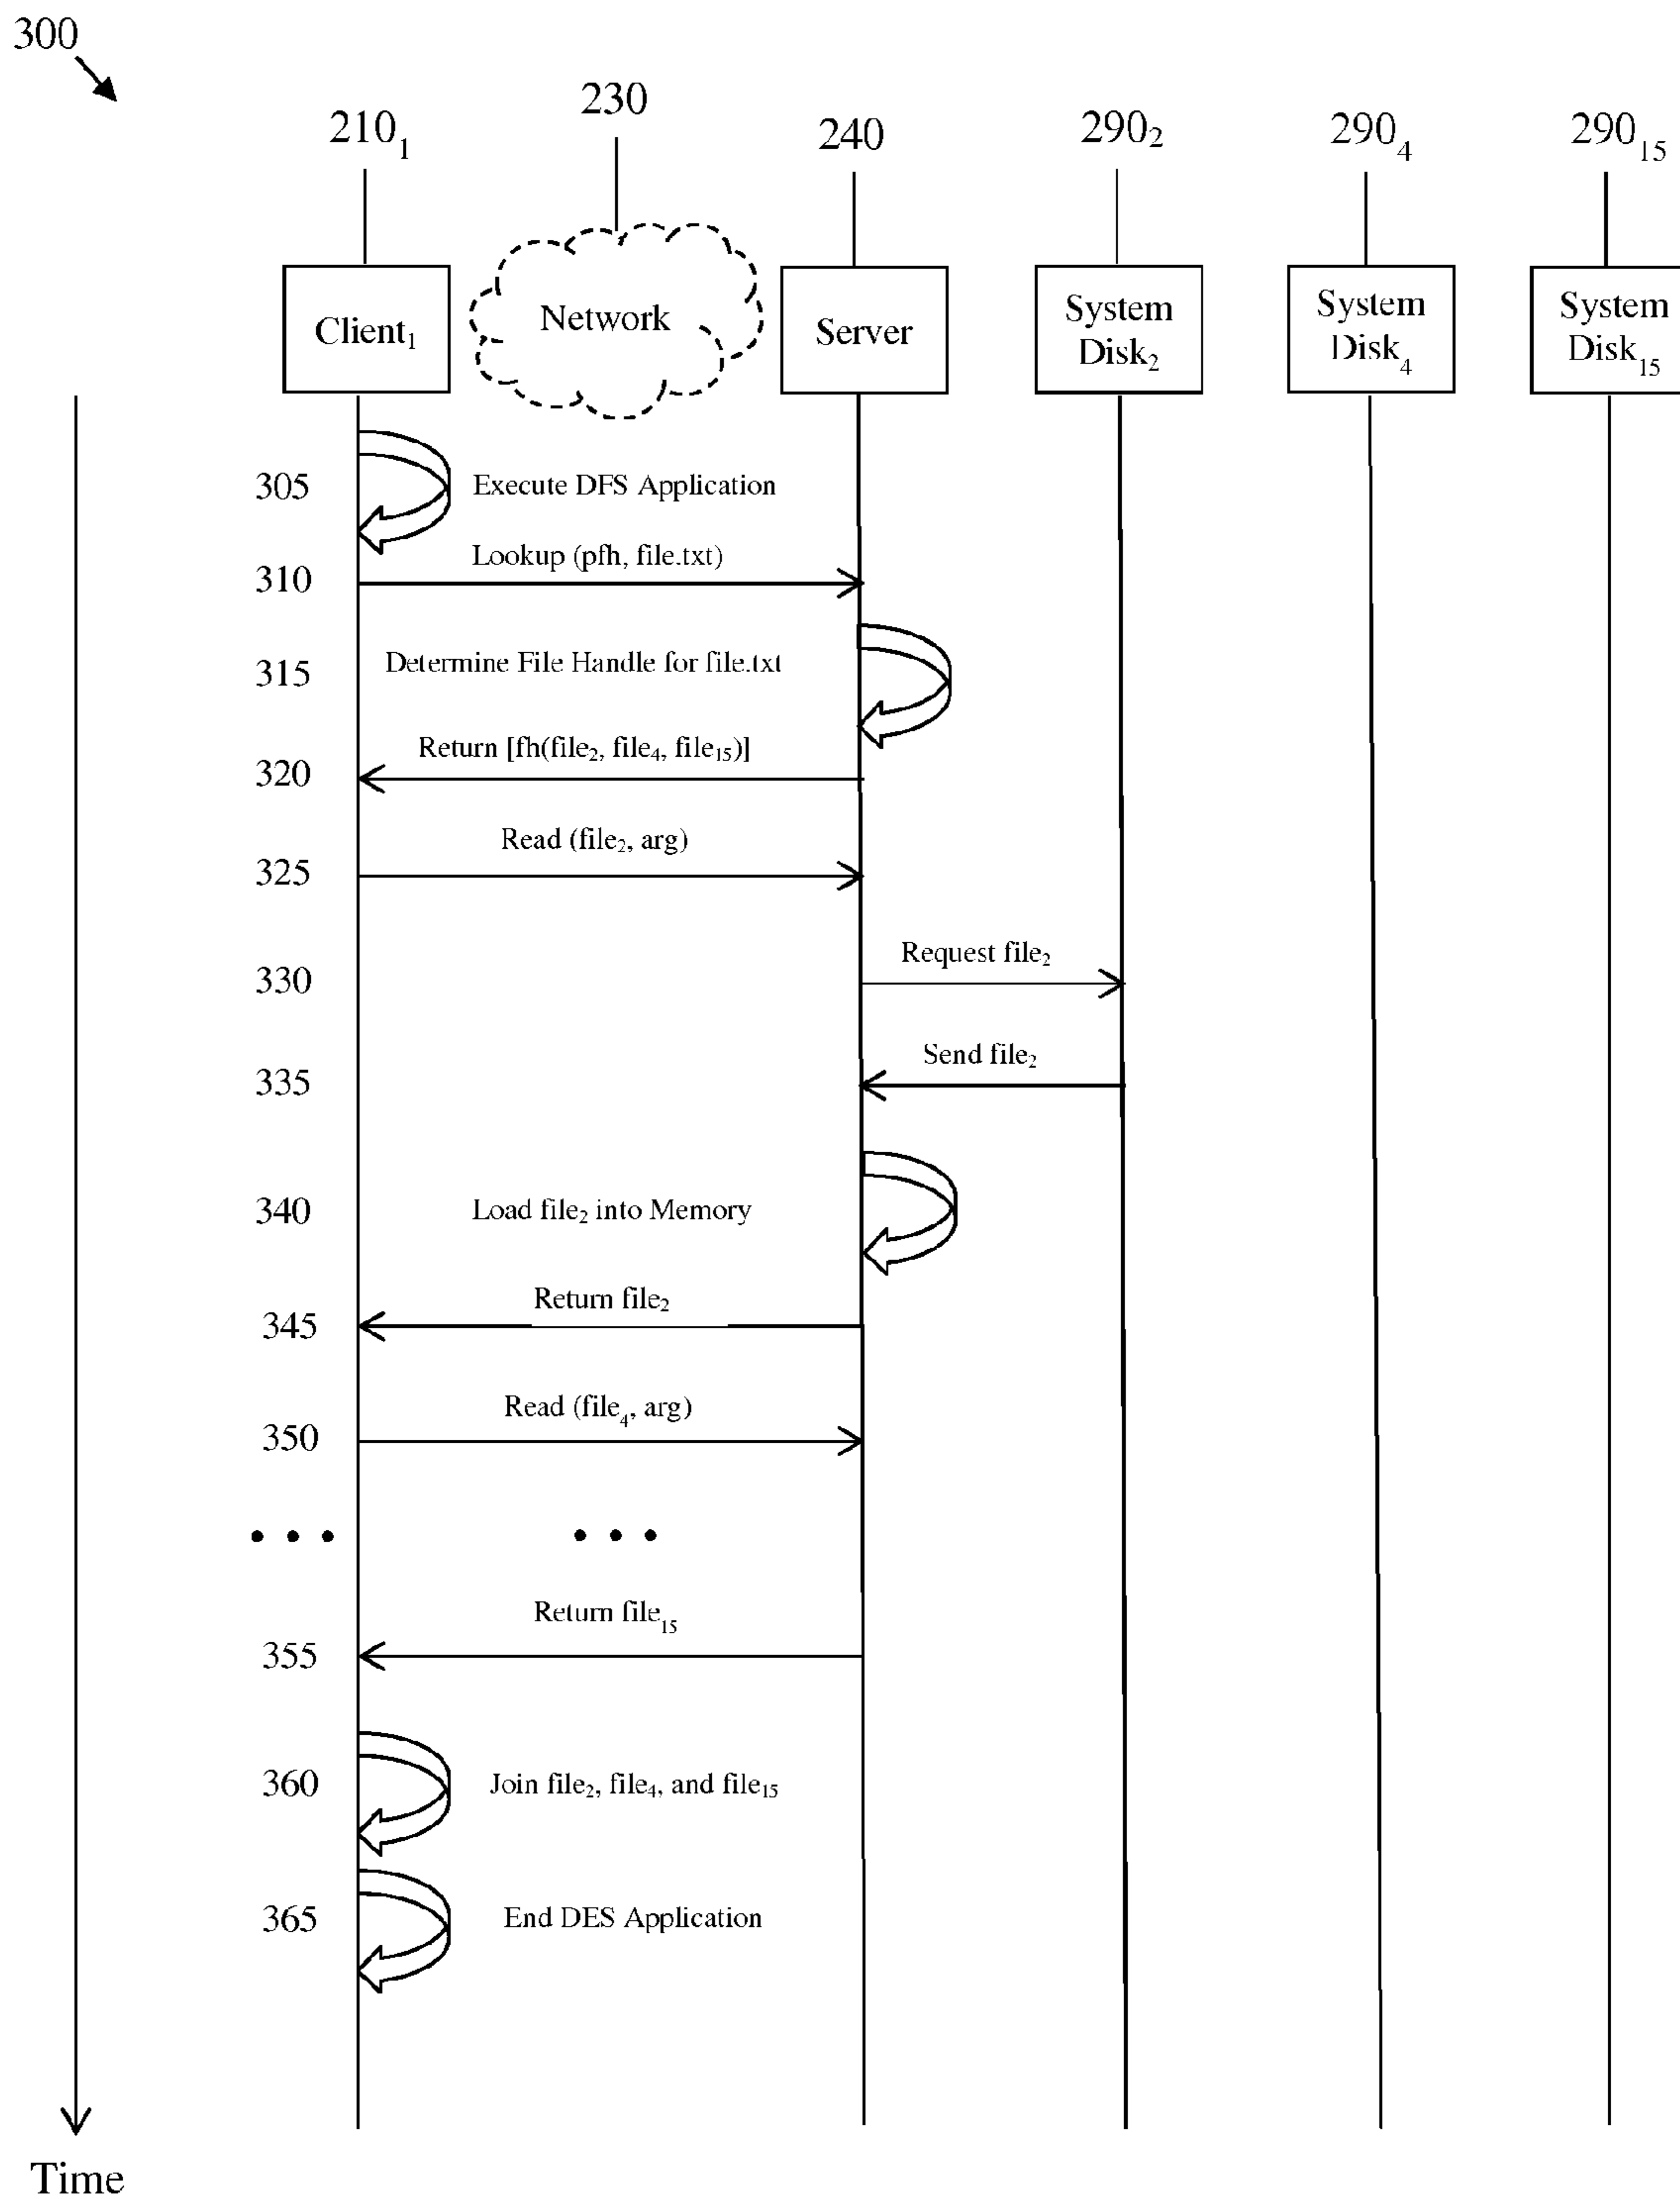 300
210₁
230
240
290₂
290₄
290₁₅
Client₁
Network
Server
System
Disk₂
System
Disk₄
System
Disk₁₅
305
Execute DFS Application
Lookup (pfh, file.txt)
310
315
Determine File Handle for file.txt
Return [fh(file₂, file₄, file₁₅)]
320
Read (file₂, arg)
325
Request file₂
330
Send file₂
335
340
Load file₂ into Memory
Return file₂
345
Read (file₄, arg)
350
• • •
• • •
Return file₁₅
355
360
Join file₂, file₄, and file₁₅
365
End DES Application
Time